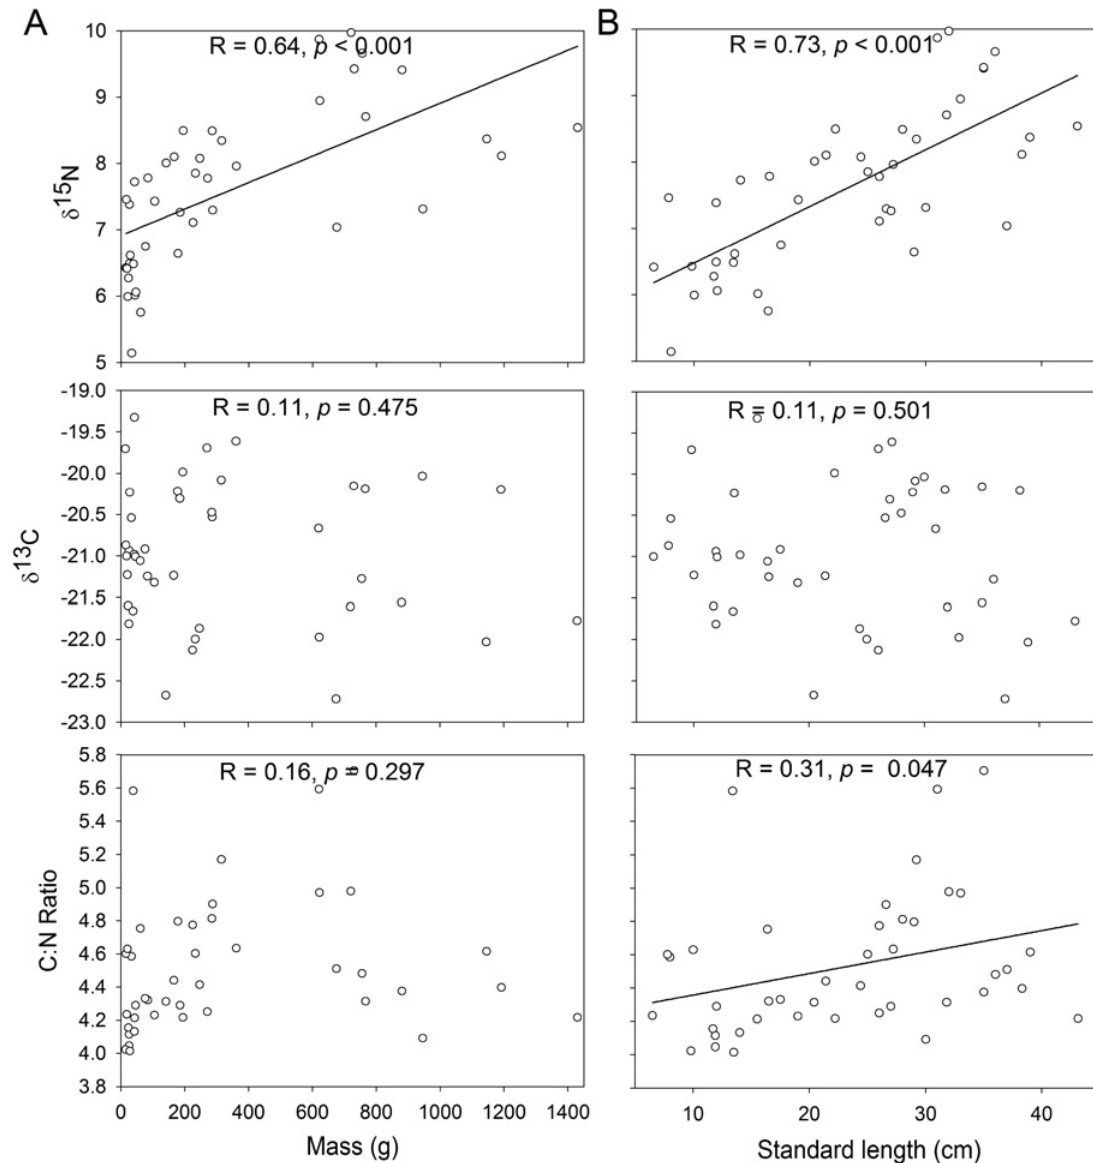 A
B
R = 0.64, p < 0.001
R = 0.73, p < 0.001
10
9
8
7
6
5
δ15N
R = 0.11, p = 0.475
R = 0.11, p = 0.501
-19.0
-19.5
-20.0
-20.5
-21.0
-21.5
-22.0
-22.5
-23.0
δ13C
R = 0.16, p = 0.297
R = 0.31, p = 0.047
5.8
5.6
5.4
5.2
5.0
4.8
4.6
4.4
4.2
4.0
3.8
C:N Ratio
0 200 400 600 800 1000 1200 1400
10 20 30 40
Mass (g)
Standard length (cm)